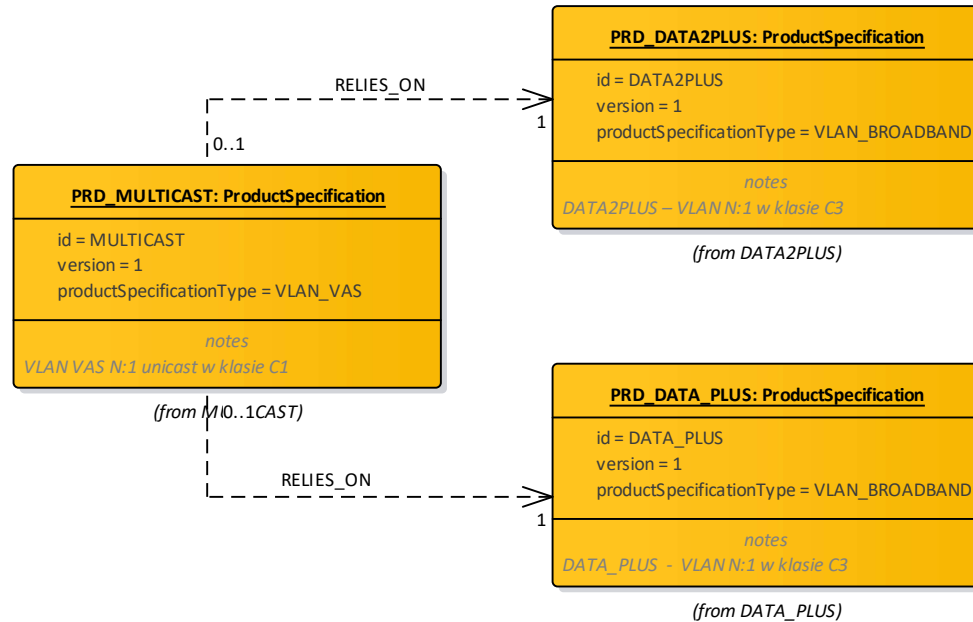 PRD_DATA2PLUS: ProductSpecification
id = DATA2PLUS
version = 1
productSpecificationType = VLAN_BROADBAND
notes
DATA2PLUS – VLAN N:1 w klasie C3
(from DATA2PLUS)
RELIES_ON
0..1
1
PRD_MULTICAST: ProductSpecification
id = MULTICAST
version = 1
productSpecificationType = VLAN_VAS
notes
VLAN VAS N:1 unicast w klasie C1
(from M 0..1CAST)
RELIES_ON
1
PRD_DATA_PLUS: ProductSpecification
id = DATA_PLUS
version = 1
productSpecificationType = VLAN_BROADBAND
notes
DATA_PLUS - VLAN N:1 w klasie C3
(from DATA_PLUS)